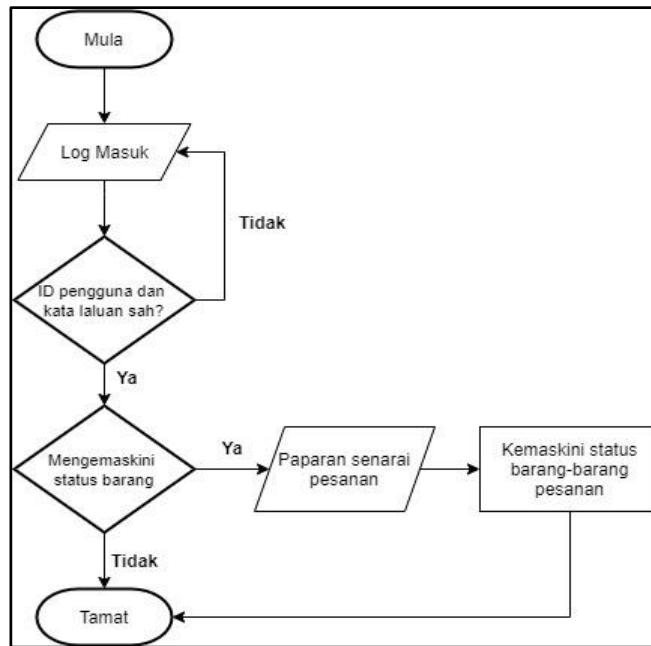 Mula
Log Masuk
Tidak
ID pengguna dan
kata laluan sah?
Ya
Mengemaskini
status barang
Ya
Paparan senarai
pesanan
Kemaskini status
barang-barang
pesanan
Tidak
Tamat